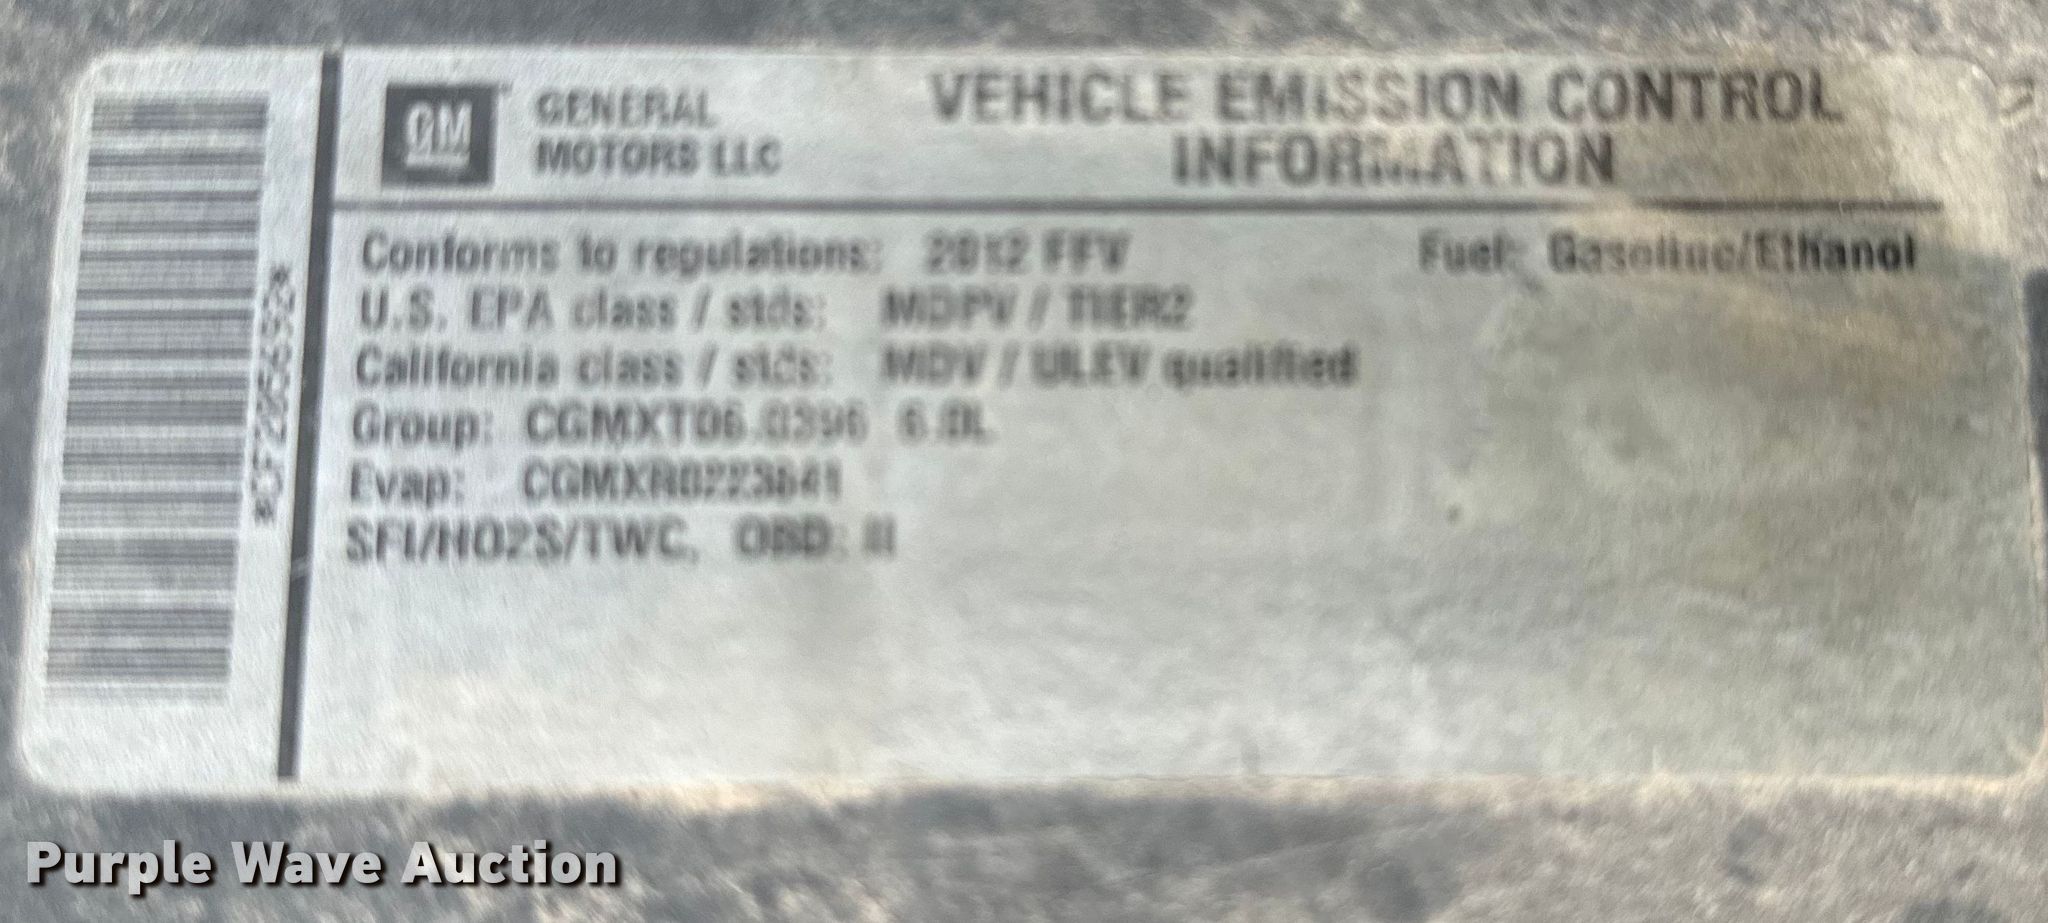 GM
GENERAL
MOTORS LLC
VEHICLE EMISSION CONTROL
INFORMATION
Conforms to regulations: 2012 FFV
Fuel: Gasoline/Ethanol
U.S. EPA class / stds: MDPV / TIER2
California class / stds: MDV / ULEV qualified
Group: CGMXT06.0396 6.0L
Evap: CGMXR0223841
SFI/HO2S/TWC, OBD: II
Purple Wave Auction